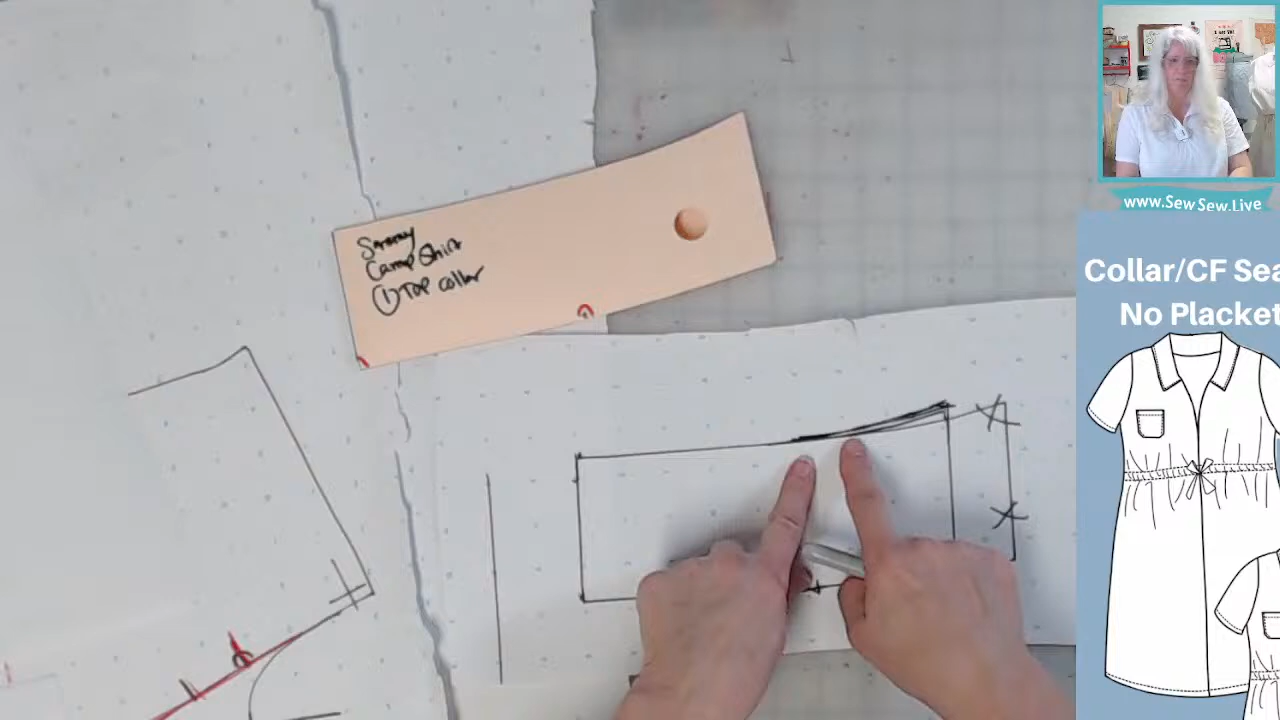 Sammy
Camp Shirt
① Top collar
www.SewSew.Live
Collar/CF Sea
No Placket